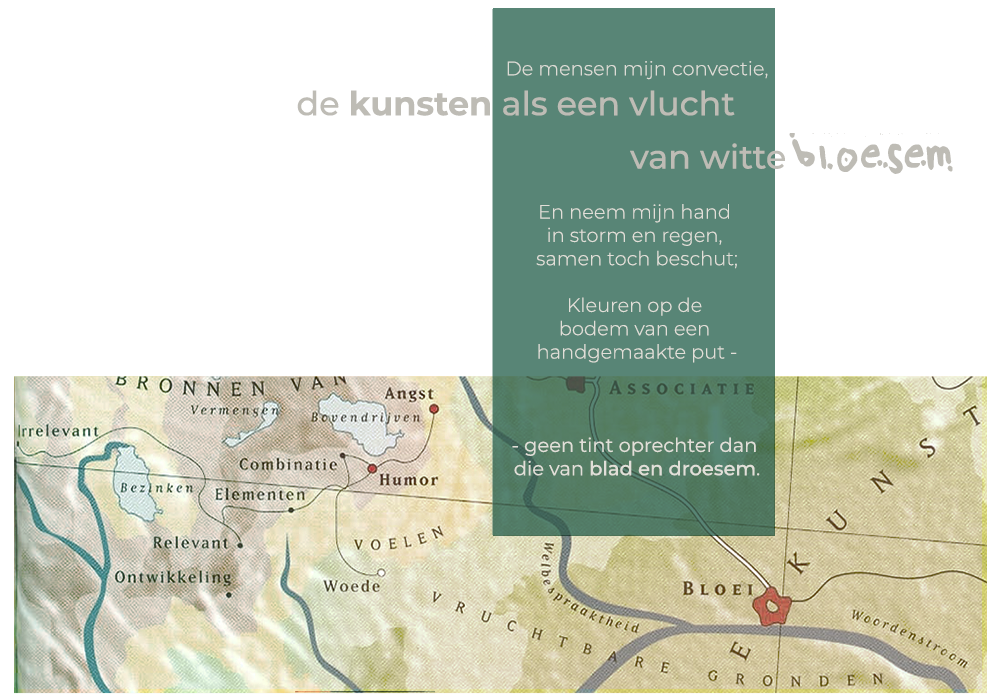 De mensen mijn convectie,
de kunsten als een vlucht
van witte bloesem
En neem mijn hand
in storm en regen,
samen toch beschut;
Kleuren op de
bodem van een
handgemaakte put -
- geen tint oprechter dan
die van blad en droesem.
BRONNEN VAN
Angst
ASSOCIATIE
Vermengen
Bovendrijven
Irrelevant
Combinatie
Humor
Bezinken
Elementen
Relevant
VOELEN
Ontwikkeling
Woede
Welbespraaktheid
KUNST
BLOEI
VRUCHTBARE GRONDEN
Woordenstroom
E